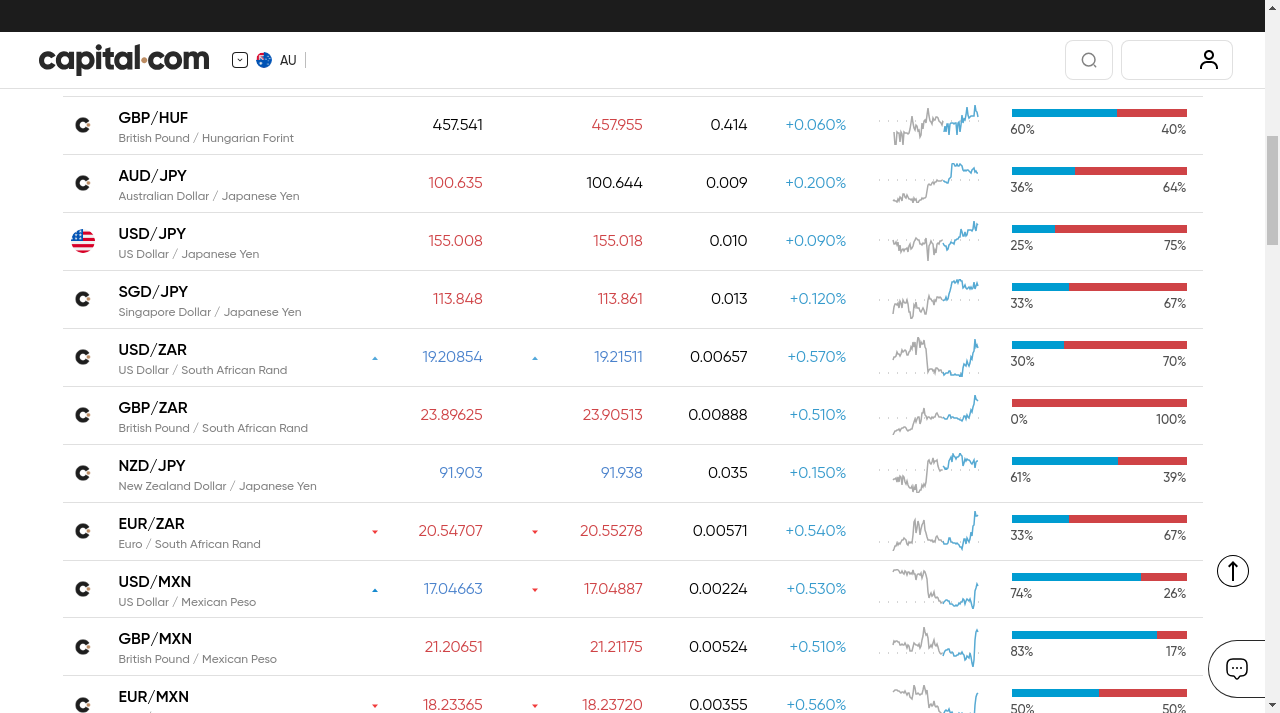 capital.com AU
GBP/HUF 457.541 457.955 0.414 +0.060%
British Pound / Hungarian Forint 60% 40%
AUD/JPY 100.635 100.644 0.009 +0.200%
Australian Dollar / Japanese Yen 36% 64%
USD/JPY 155.008 155.018 0.010 +0.090%
US Dollar / Japanese Yen 25% 75%
SGD/JPY 113.848 113.861 0.013 +0.120%
Singapore Dollar / Japanese Yen 33% 67%
USD/ZAR 19.20854 19.21511 0.00657 +0.570%
US Dollar / South African Rand 30% 70%
GBP/ZAR 23.89625 23.90513 0.00888 +0.510%
British Pound / South African Rand 0% 100%
NZD/JPY 91.903 91.938 0.035 +0.150%
New Zealand Dollar / Japanese Yen 61% 39%
EUR/ZAR 20.54707 20.55278 0.00571 +0.540%
Euro / South African Rand 33% 67%
USD/MXN 17.04663 17.04887 0.00224 +0.530%
US Dollar / Mexican Peso 74% 26%
GBP/MXN 21.20651 21.21175 0.00524 +0.510%
British Pound / Mexican Peso 83% 17%
EUR/MXN 18.23365 18.23720 0.00355 +0.560%
50% 50%